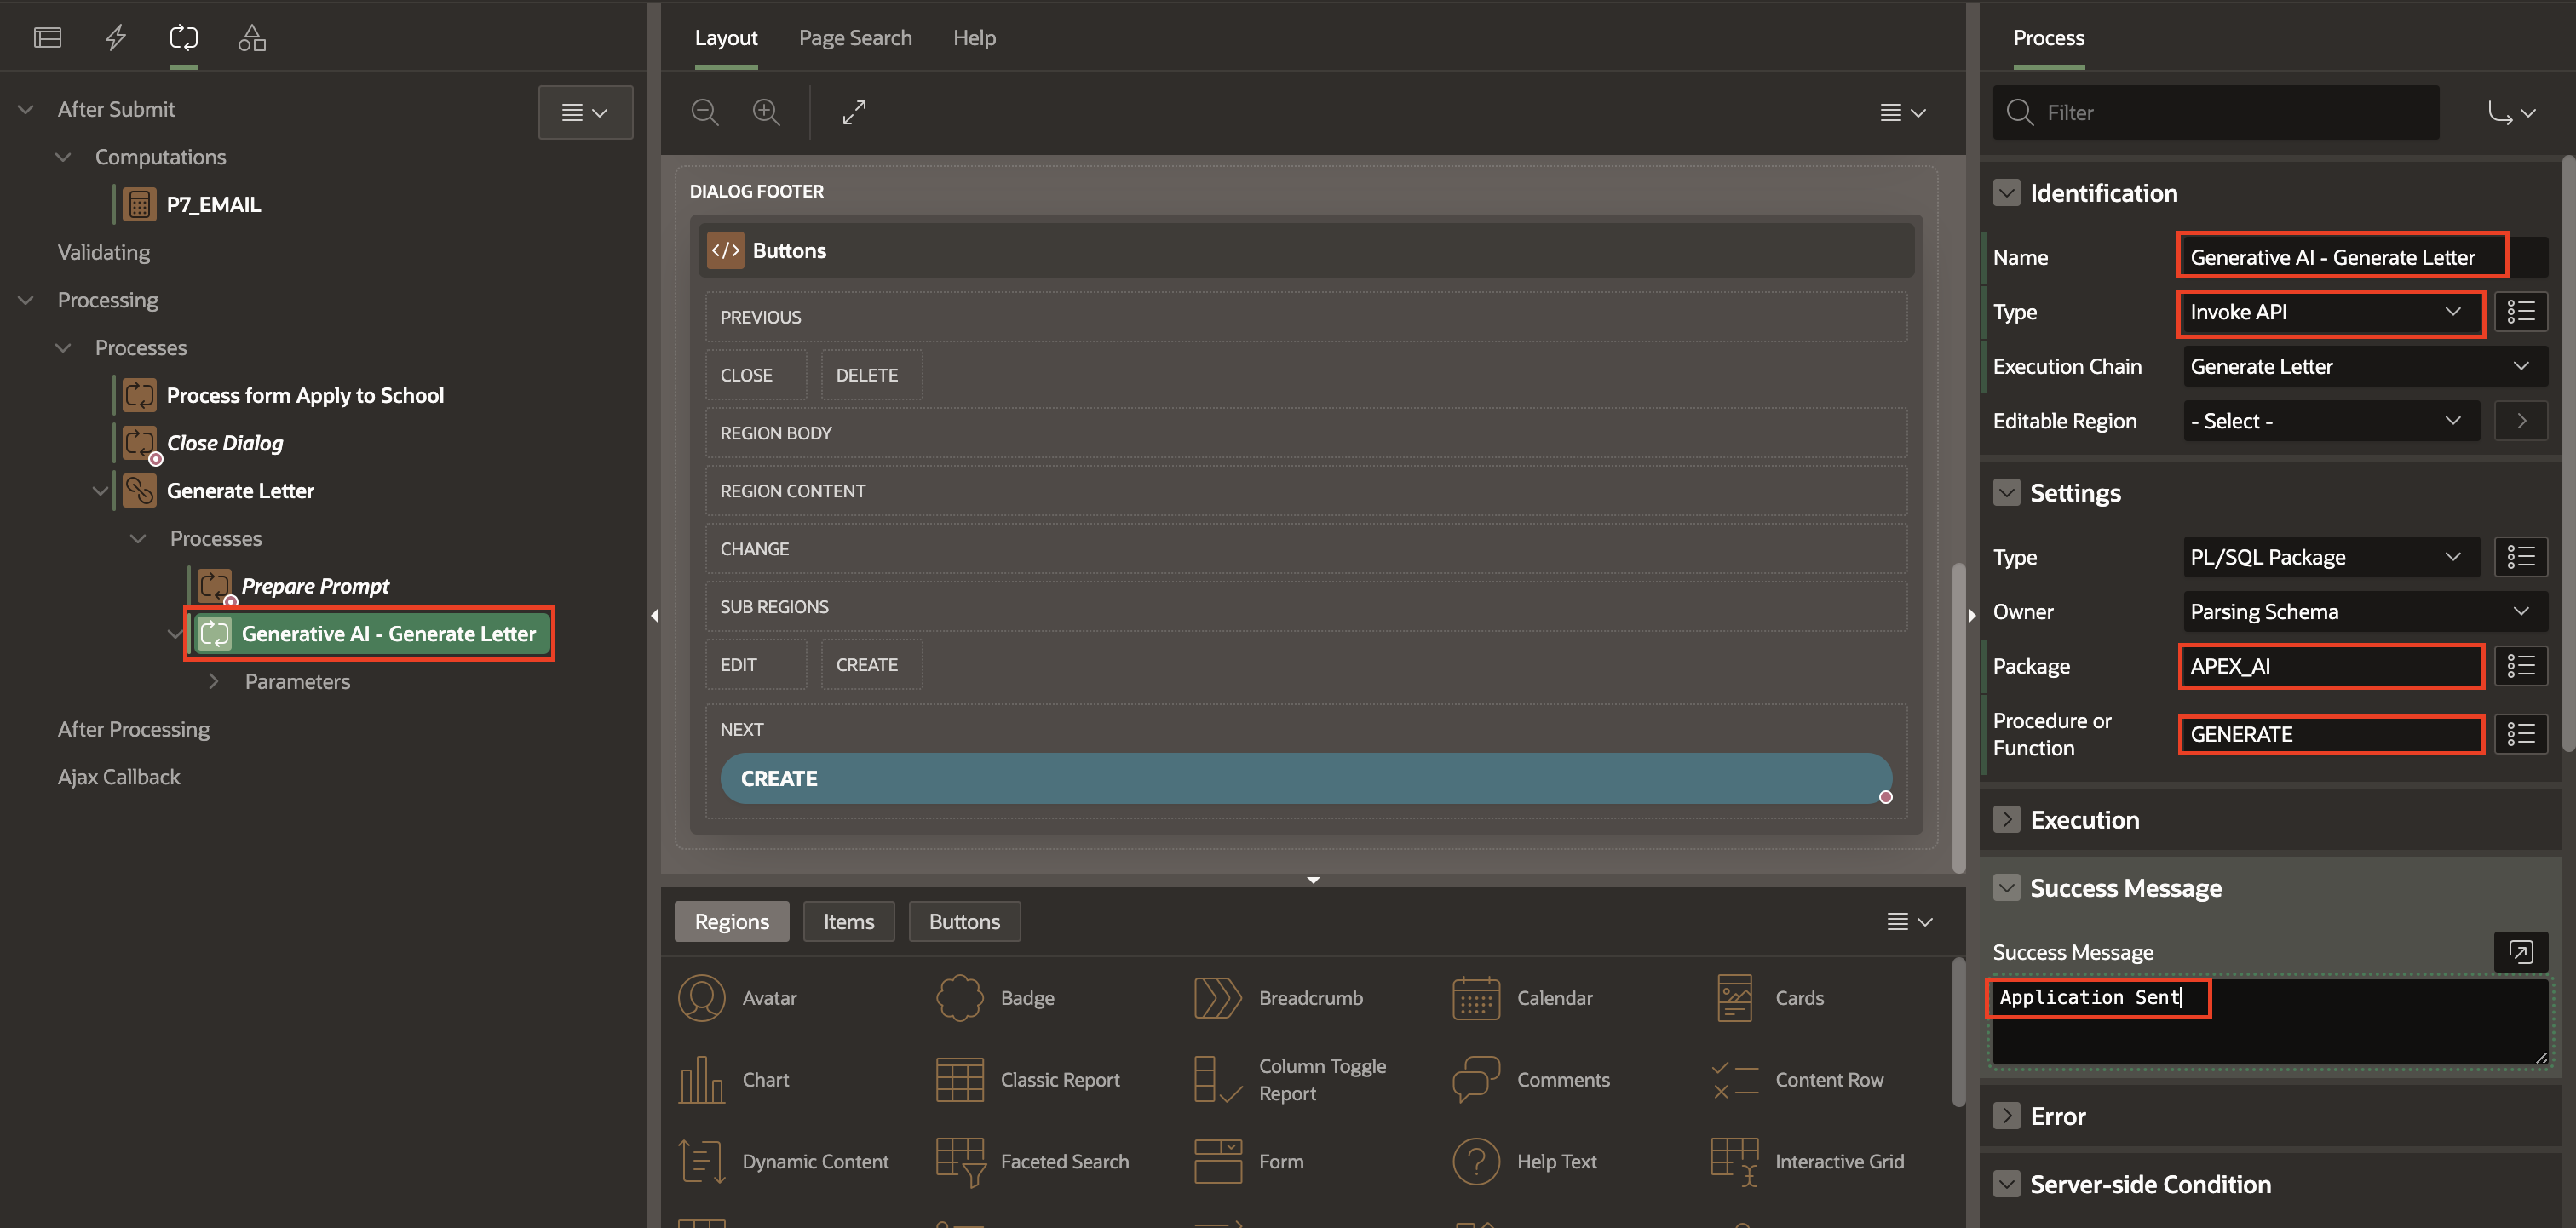 After Submit
Computations
P7_EMAIL
Validating
Processing
Processes
Process form Apply to School
Close Dialog
Generate Letter
Processes
Prepare Prompt
Generative AI - Generate Letter
Parameters
After Processing
Ajax Callback
Layout
Page Search
Help
DIALOG FOOTER
Buttons
PREVIOUS
CLOSE
DELETE
REGION BODY
REGION CONTENT
CHANGE
SUB REGIONS
EDIT
CREATE
NEXT
CREATE
Regions
Items
Buttons
Avatar
Badge
Breadcrumb
Calendar
Cards
Chart
Classic Report
Column Toggle
Report
Comments
Content Row
Dynamic Content
Faceted Search
Form
Help Text
Interactive Grid
Process
Filter
Identification
Name
Generative AI - Generate Letter
Type
Invoke API
Execution Chain
Generate Letter
Editable Region
- Select -
Settings
Type
PL/SQL Package
Owner
Parsing Schema
Package
APEX_AI
Procedure or
Function
GENERATE
Execution
Success Message
Success Message
Application Sent
Error
Server-side Condition